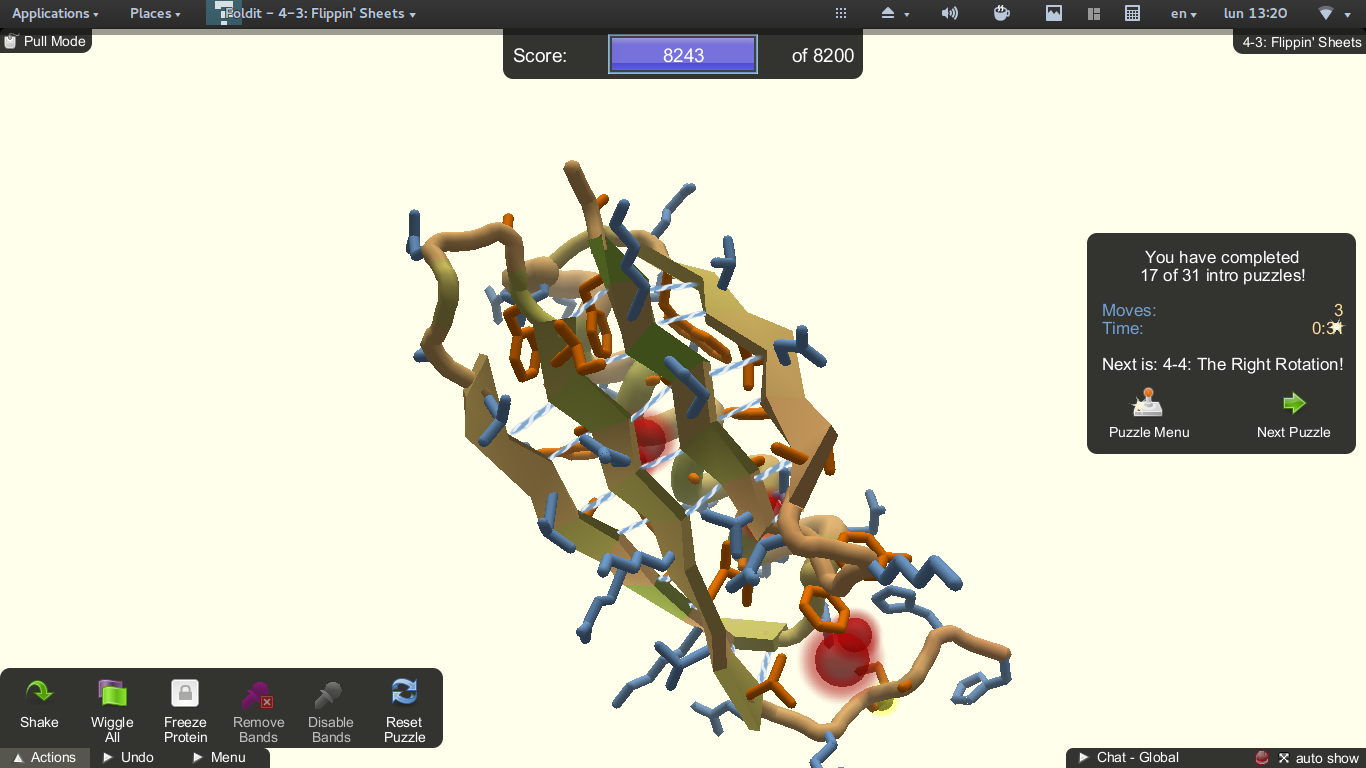 Applications
Places
Foldit - 4-3: Flippin' Sheets
en
lun 13:20
Pull Mode
Score: 8243 of 8200
4-3: Flippin' Sheets
You have completed
17 of 31 intro puzzles!
Moves: 3
Time:
Next is: 4-4: The Right Rotation!
Puzzle Menu
Next Puzzle
Shake
Wiggle All
Freeze Protein
Remove Bands
Disable Bands
Reset Puzzle
Actions
Undo
Menu
Chat - Global
auto show